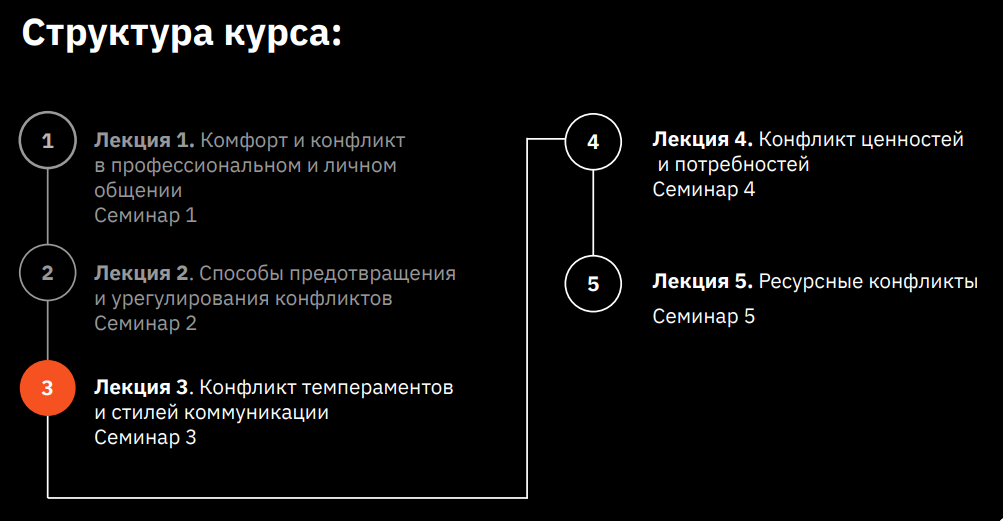 Структура курса:
1
Лекция 1. Комфорт и конфликт
в профессиональном и личном
общении
Семинар 1
2
Лекция 2. Способы предотвращения
и урегулирования конфликтов
Семинар 2
3
Лекция 3. Конфликт темпераментов
и стилей коммуникации
Семинар 3
4
Лекция 4. Конфликт ценностей
и потребностей
Семинар 4
5
Лекция 5. Ресурсные конфликты
Семинар 5